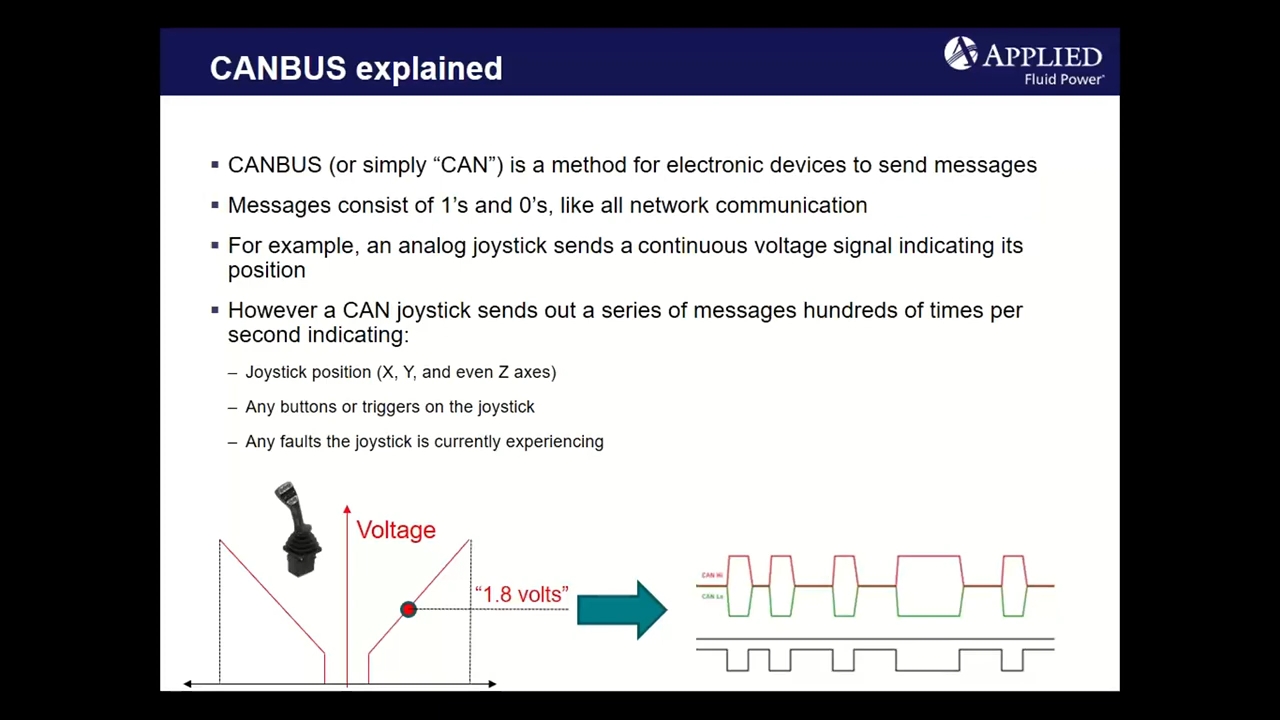 CANBUS explained
APPLIED
Fluid Power
▪ CANBUS (or simply “CAN”) is a method for electronic devices to send messages
▪ Messages consist of 1’s and 0’s, like all network communication
▪ For example, an analog joystick sends a continuous voltage signal indicating its
position
▪ However a CAN joystick sends out a series of messages hundreds of times per
second indicating:
– Joystick position (X, Y, and even Z axes)
– Any buttons or triggers on the joystick
– Any faults the joystick is currently experiencing
Voltage
“1.8 volts”
CAN Hi
CAN Lo